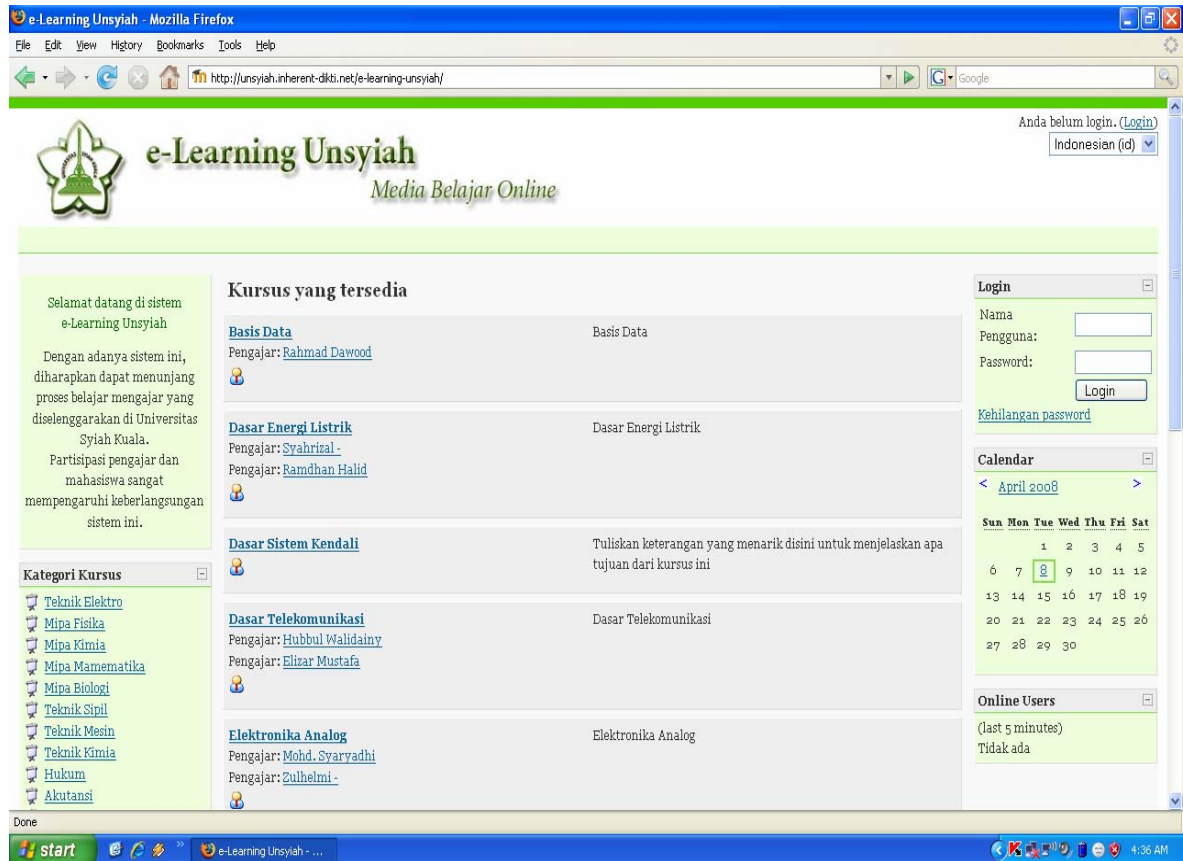 e-Learning Unsyiah - Mozilla Firefox
File Edit View History Bookmarks Tools Help
http://unsyiah.inherent-dikti.net/e-learning-unsyiah/
Google
Anda belum login. (Login)
Indonesian (id)
e-Learning Unsyiah
Media Belajar Online
Selamat datang di sistem
e-Learning Unsyiah
Dengan adanya sistem ini,
diharapkan dapat menunjang
proses belajar mengajar yang
diselenggarakan di Universitas
Syiah Kuala.
Partisipasi pengajar dan
mahasiswa sangat
mempengaruhi keberlangsungan
sistem ini.
Kategori Kursus
Teknik Elektro
Mipa Fisika
Mipa Kimia
Mipa Mamematika
Mipa Biologi
Teknik Sipil
Teknik Mesin
Teknik Kimia
Hukum
Akutansi
Kursus yang tersedia
Basis Data
Pengajar: Rahmad Dawood
Basis Data
Dasar Energi Listrik
Pengajar: Syahrizal -
Pengajar: Ramdhan Halid
Dasar Energi Listrik
Dasar Sistem Kendali
Tuliskan keterangan yang menarik disini untuk menjelaskan apa
tujuan dari kursus ini
Dasar Telekomunikasi
Pengajar: Hubbul Walidainy
Pengajar: Elizar Mustafa
Dasar Telekomunikasi
Elektronika Analog
Pengajar: Mohd. Syaryadhi
Pengajar: Zulhelmi -
Elektronika Analog
Login
Nama
Pengguna:
Password:
Login
Kehilangan password
Calendar
< April 2008 >
Sun Mon Tue Wed Thu Fri Sat
1 2 3 4 5
6 7 8 9 10 11 12
13 14 15 16 17 18 19
20 21 22 23 24 25 26
27 28 29 30
Online Users
(last 5 minutes)
Tidak ada
Done
start
e-Learning Unsyiah - ...
4:36 AM